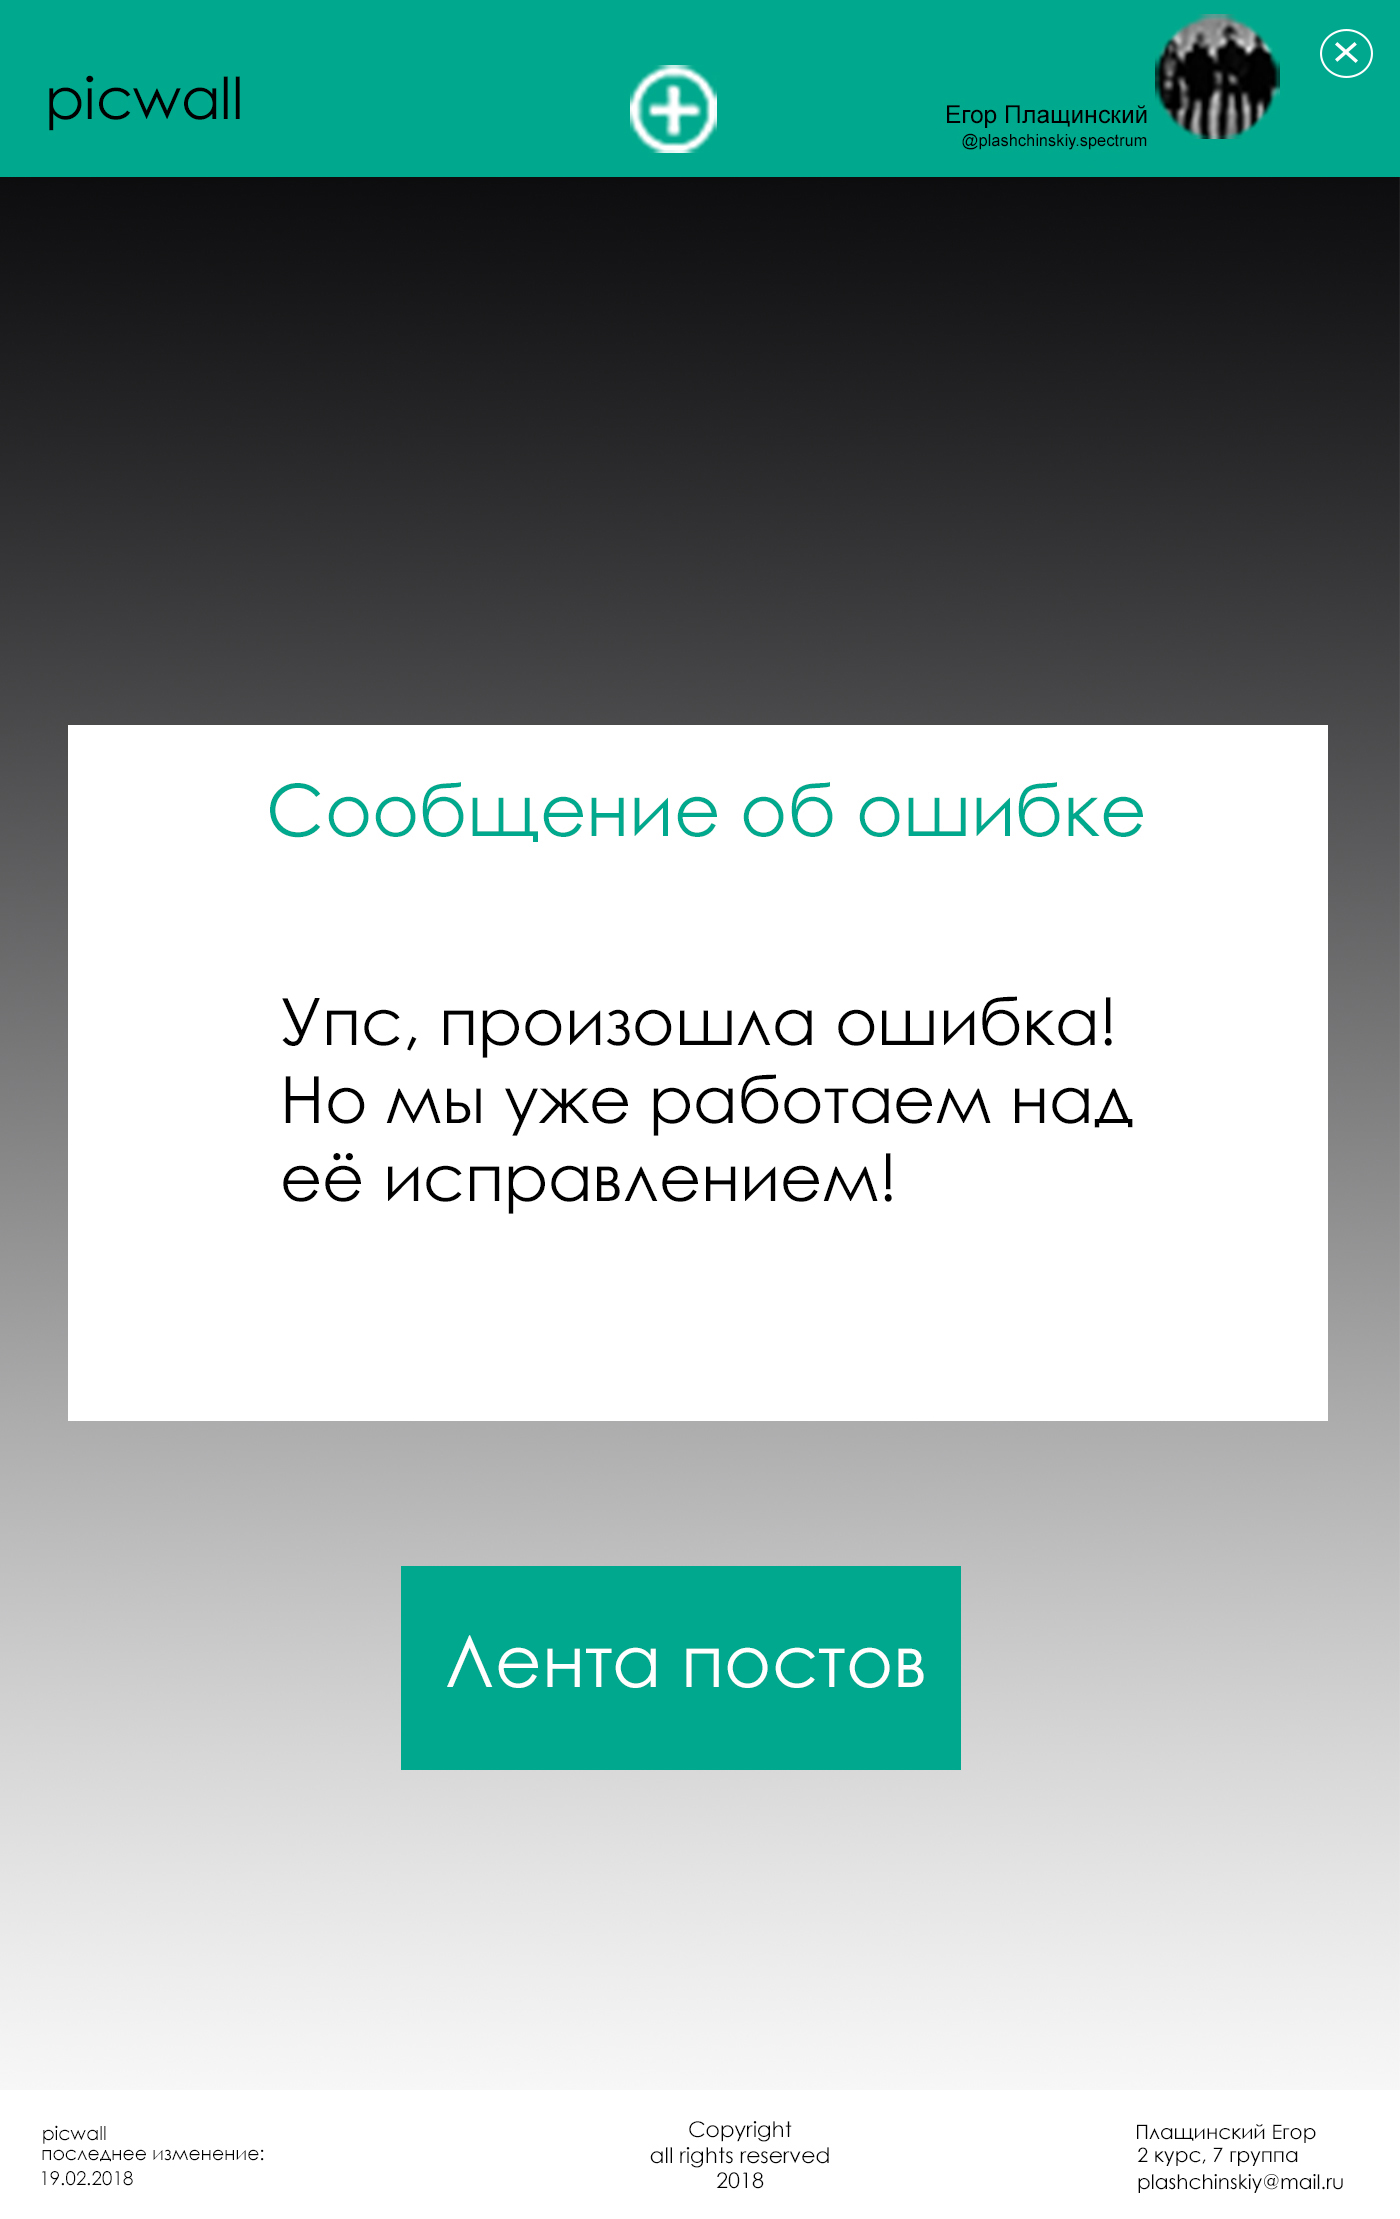 picwall
Егор Плащинский
@plashchinskiy.spectrum
Сообщение об ошибке
Упс, произошла ошибка!
Но мы уже работаем над
её исправлением!
Лента постов
picwall
последнее изменение:
19.02.2018
Copyright
all rights reserved
2018
Плащинский Егор
2 курс, 7 группа
plashchinskiy@mail.ru